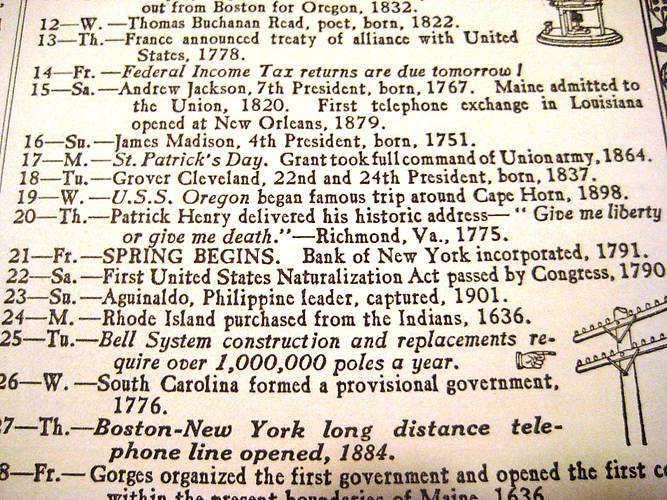 out from Boston for Oregon, 1832.
12—W.—Thomas Buchanan Read, poet, born, 1822.
13—Th.—France announced treaty of alliance with United
States, 1778.
14—Fr.—Federal Income Tax returns are due tomorrow!
15—Sa.—Andrew Jackson, 7th President, born, 1767. Maine admitted to
the Union, 1820. First telephone exchange in Louisiana
opened at New Orleans, 1879.
16—Su.—James Madison, 4th President, born, 1751.
17—M.—St. Patrick's Day. Grant took full command of Union army, 1864.
18—Tu.—Grover Cleveland, 22nd and 24th President, born, 1837.
19—W.—U.S.S. Oregon began famous trip around Cape Horn, 1898.
20—Th.—Patrick Henry delivered his historic address—"Give me liberty
or give me death."—Richmond, Va., 1775.
21—Fr.—SPRING BEGINS. Bank of New York incorporated, 1791.
22—Sa.—First United States Naturalization Act passed by Congress, 1790
23—Su.—Aguinaldo, Philippine leader, captured, 1901.
24—M.—Rhode Island purchased from the Indians, 1636.
25—Tu.—Bell System construction and replacements re-
quire over 1,000,000 poles a year.
26—W.—South Carolina formed a provisional government,
1776.
27—Th.—Boston-New York long distance tele-
phone line opened, 1884.
8—Fr.—Gorges organized the first government and opened the first c
within the present boundaries of Maine, 1636.